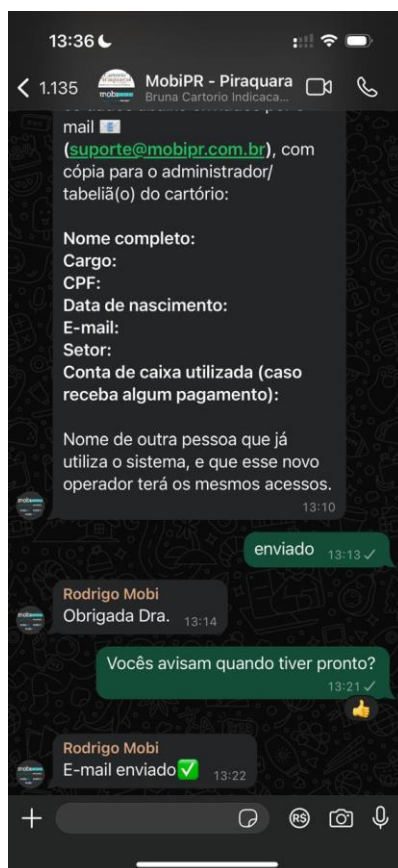 13:36
1.135
MobiPR - Piraquara
Bruna Cartorio Indicaca...
mail
(suporte@mobipr.com.br), com
cópia para o administrador/
tabeliã(o) do cartório:
Nome completo:
Cargo:
CPF:
Data de nascimento:
E-mail:
Setor:
Conta de caixa utilizada (caso
receba algum pagamento):
Nome de outra pessoa que já
utiliza o sistema, e que esse novo
operador terá os mesmos acessos.
13:10
enviado 13:13
Rodrigo Mobi
Obrigada Dra. 13:14
Vocês avisam quando tiver pronto?
13:21
Rodrigo Mobi
E-mail enviado✅ 13:22
RS